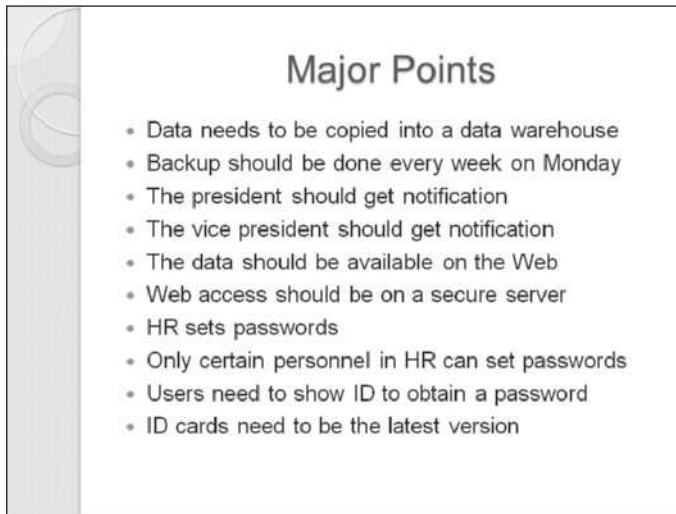 Major Points
Data needs to be copied into a data warehouse
Backup should be done every week on Monday
The president should get notification
The vice president should get notification
The data should be available on the Web
Web access should be on a secure server
HR sets passwords
Only certain personnel in HR can set passwords
Users need to show ID to obtain a password
ID cards need to be the latest version